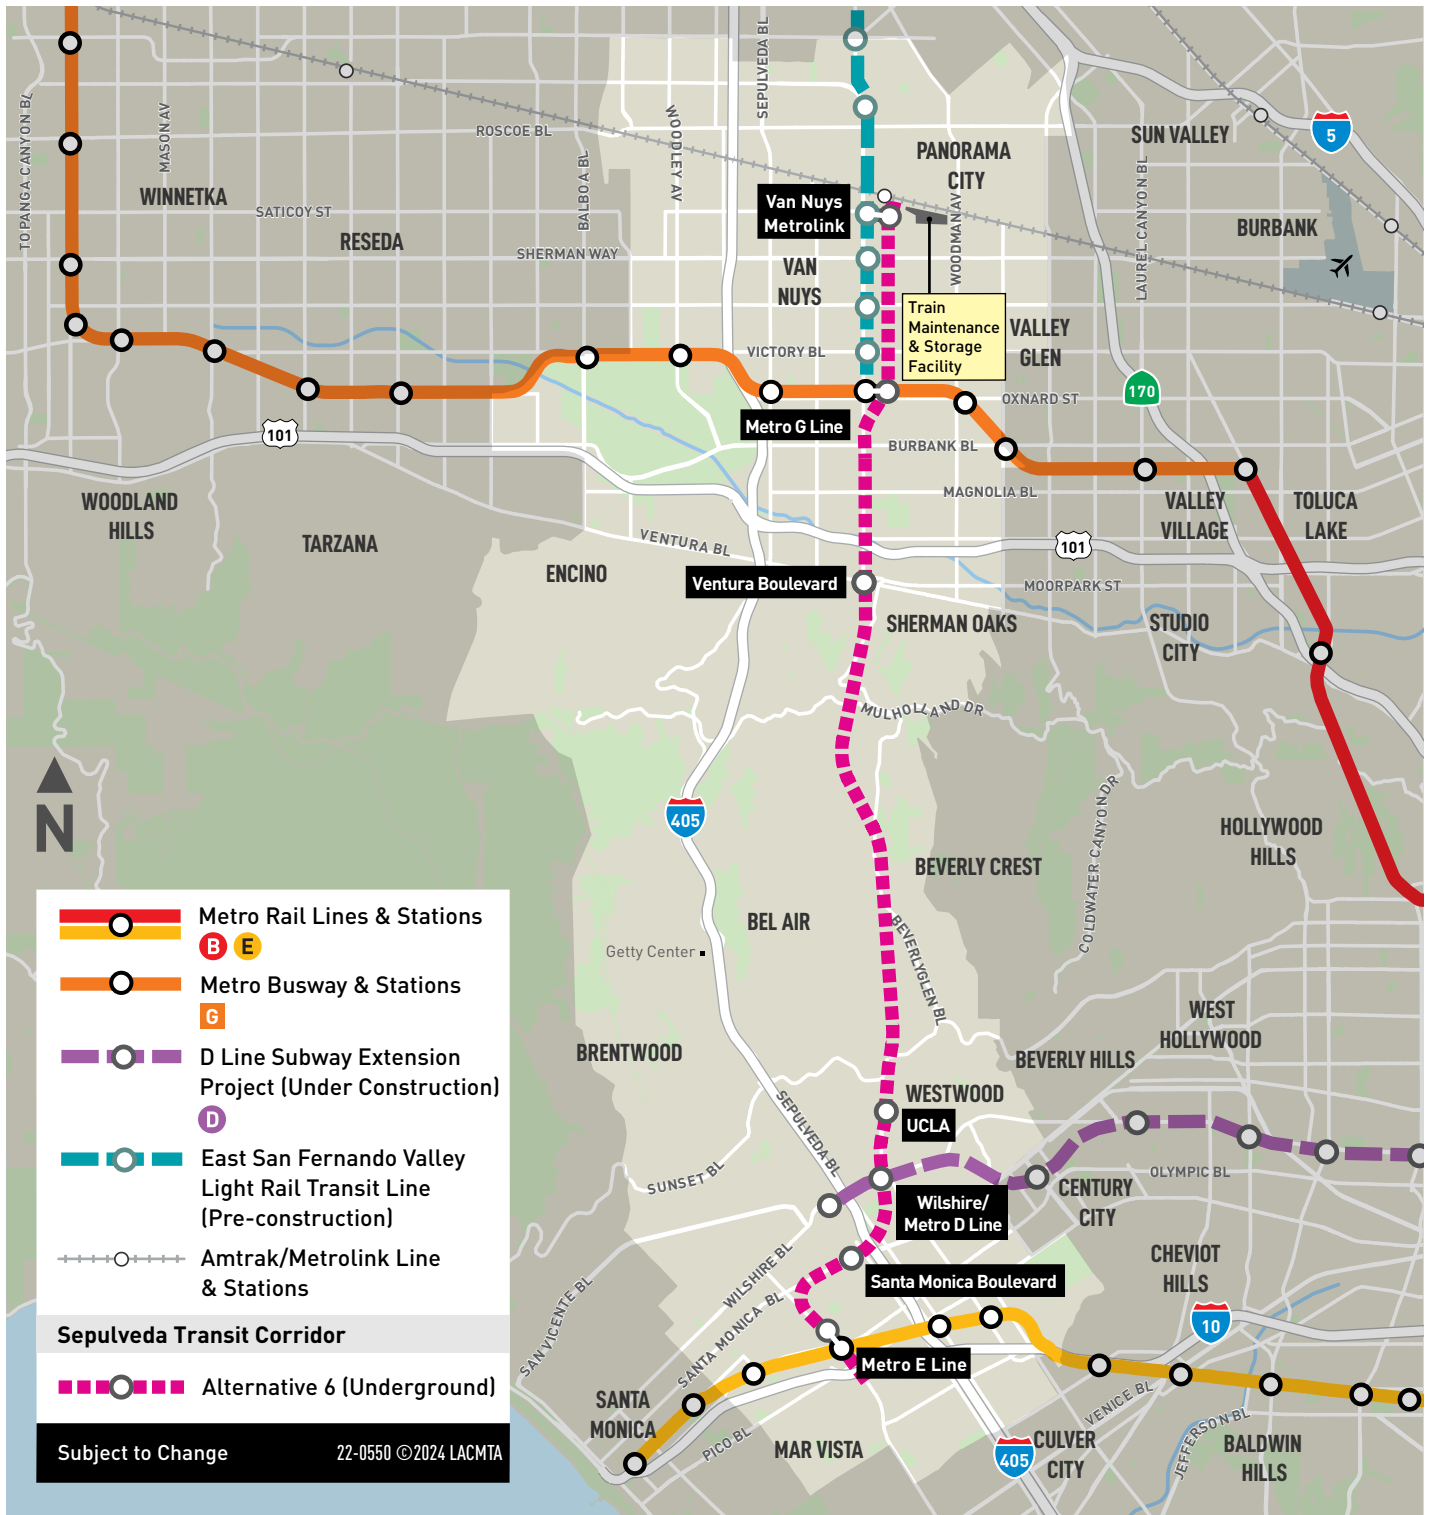 SEPULVEDA BL
TOPANGA CANYON BL
MASON AV
ROSCOE BL
WOODLEY AV
BALBOA BL
PANORAMA
CITY
SUN VALLEY
5
WINNETKA
SATICOY ST
RESEDA
SHERMAN WAY
Van Nuys
Metrolink
WOODMAN AV
LAUREL CANYON BL
BURBANK
VAN
NUYS
Train
Maintenance
& Storage
Facility
VALLEY
GLEN
VICTORY BL
170
OXNARD ST
101
Metro G Line
BURBANK BL
MAGNOLIA BL
WOODLAND
HILLS
TARZANA
VENTURA BL
VALLEY
VILLAGE
TOLUCA
LAKE
101
ENCINO
Ventura Boulevard
MOORPARK ST
SHERMAN OAKS
STUDIO
CITY
MULHOLLAND DR
N
405
COLDWATER CANYON DR
HOLLYWOOD
HILLS
BEVERLY CREST
BEL AIR
Getty Center
BEVERLYGLEN BL
WEST
HOLLYWOOD
BRENTWOOD
BEVERLY HILLS
WESTWOOD
UCLA
SEPULVEDA BL
SUNSET BL
OLYMPIC BL
Wilshire/
Metro D Line
CENTURY
CITY
WILSHIRE BL
Santa Monica Boulevard
CHEVIOT
HILLS
SAN VICENTE BL
SANTA MONICA BL
10
Metro E Line
SANTA
MONICA
VENICE BL
PICO BL
MAR VISTA
405
CULVER
CITY
JEFFERSON BL
BALDWIN
HILLS
Metro Rail Lines & Stations
B E
Metro Busway & Stations
G
D Line Subway Extension
Project (Under Construction)
D
East San Fernando Valley
Light Rail Transit Line
(Pre-construction)
Amtrak/Metrolink Line
& Stations
Sepulveda Transit Corridor
Alternative 6 (Underground)
Subject to Change
22-0550 ©2024 LACMTA